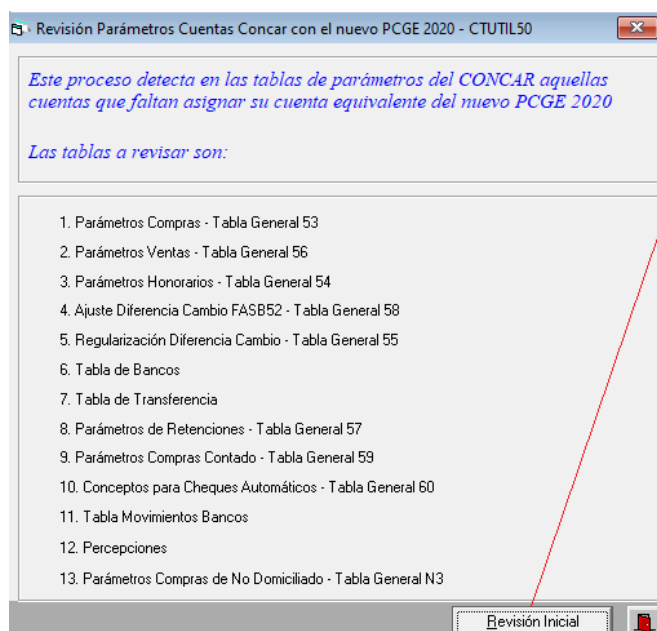 Revisión Parámetros Cuentas Concar con el nuevo PCGE 2020 - CTUTIL50
Este proceso detecta en las tablas de parámetros del CONCAR aquellas
cuentas que faltan asignar su cuenta equivalente del nuevo PCGE 2020
Las tablas a revisar son:
1. Parámetros Compras - Tabla General 53
2. Parámetros Ventas - Tabla General 56
3. Parámetros Honorarios - Tabla General 54
4. Ajuste Diferencia Cambio FASB52 - Tabla General 58
5. Regularización Diferencia Cambio - Tabla General 55
6. Tabla de Bancos
7. Tabla de Transferencia
8. Parámetros de Retenciones - Tabla General 57
9. Parámetros Compras Contado - Tabla General 59
10. Conceptos para Cheques Automáticos - Tabla General 60
11. Tabla Movimientos Bancos
12. Percepciones
13. Parámetros Compras de No Domiciliado - Tabla General N3
Revisión Inicial